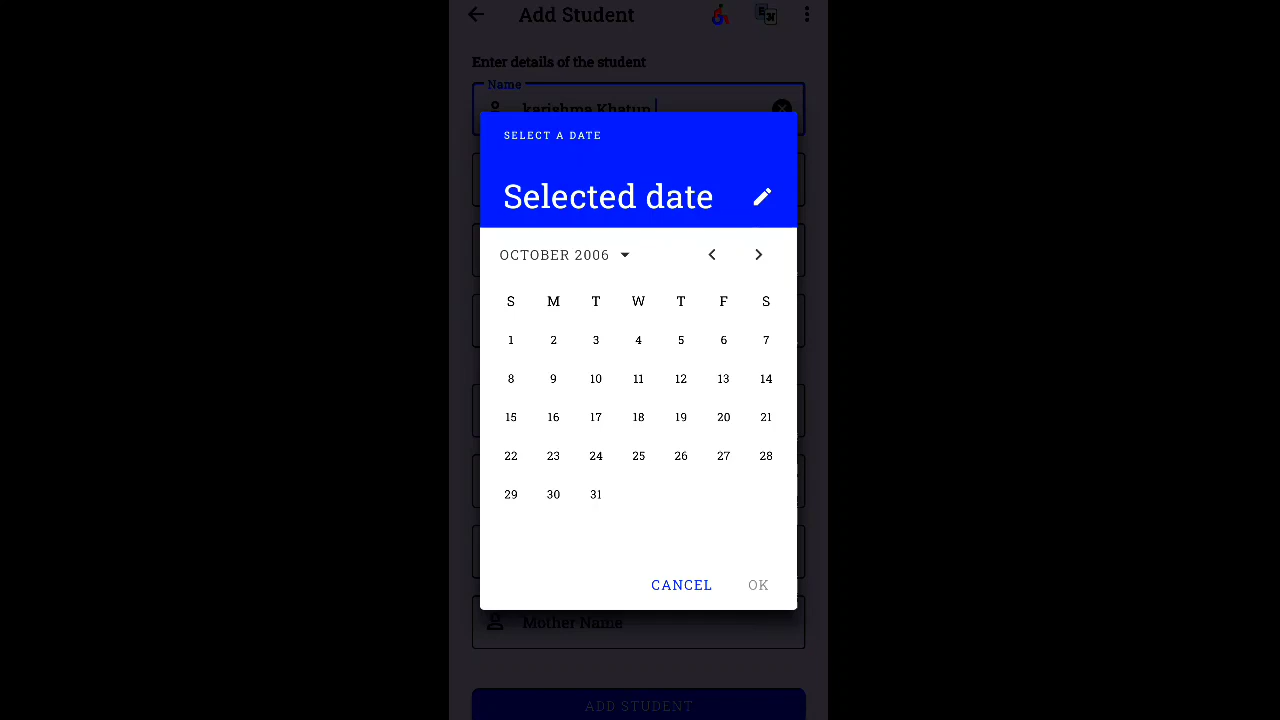 Add Student
Enter details of the student
Name
karishma Khatun
SELECT A DATE
Selected date
OCTOBER 2006
S M T W T F S
1 2 3 4 5 6 7
8 9 10 11 12 13 14
15 16 17 18 19 20 21
22 23 24 25 26 27 28
29 30 31
CANCEL OK
Mother Name
ADD STUDENT